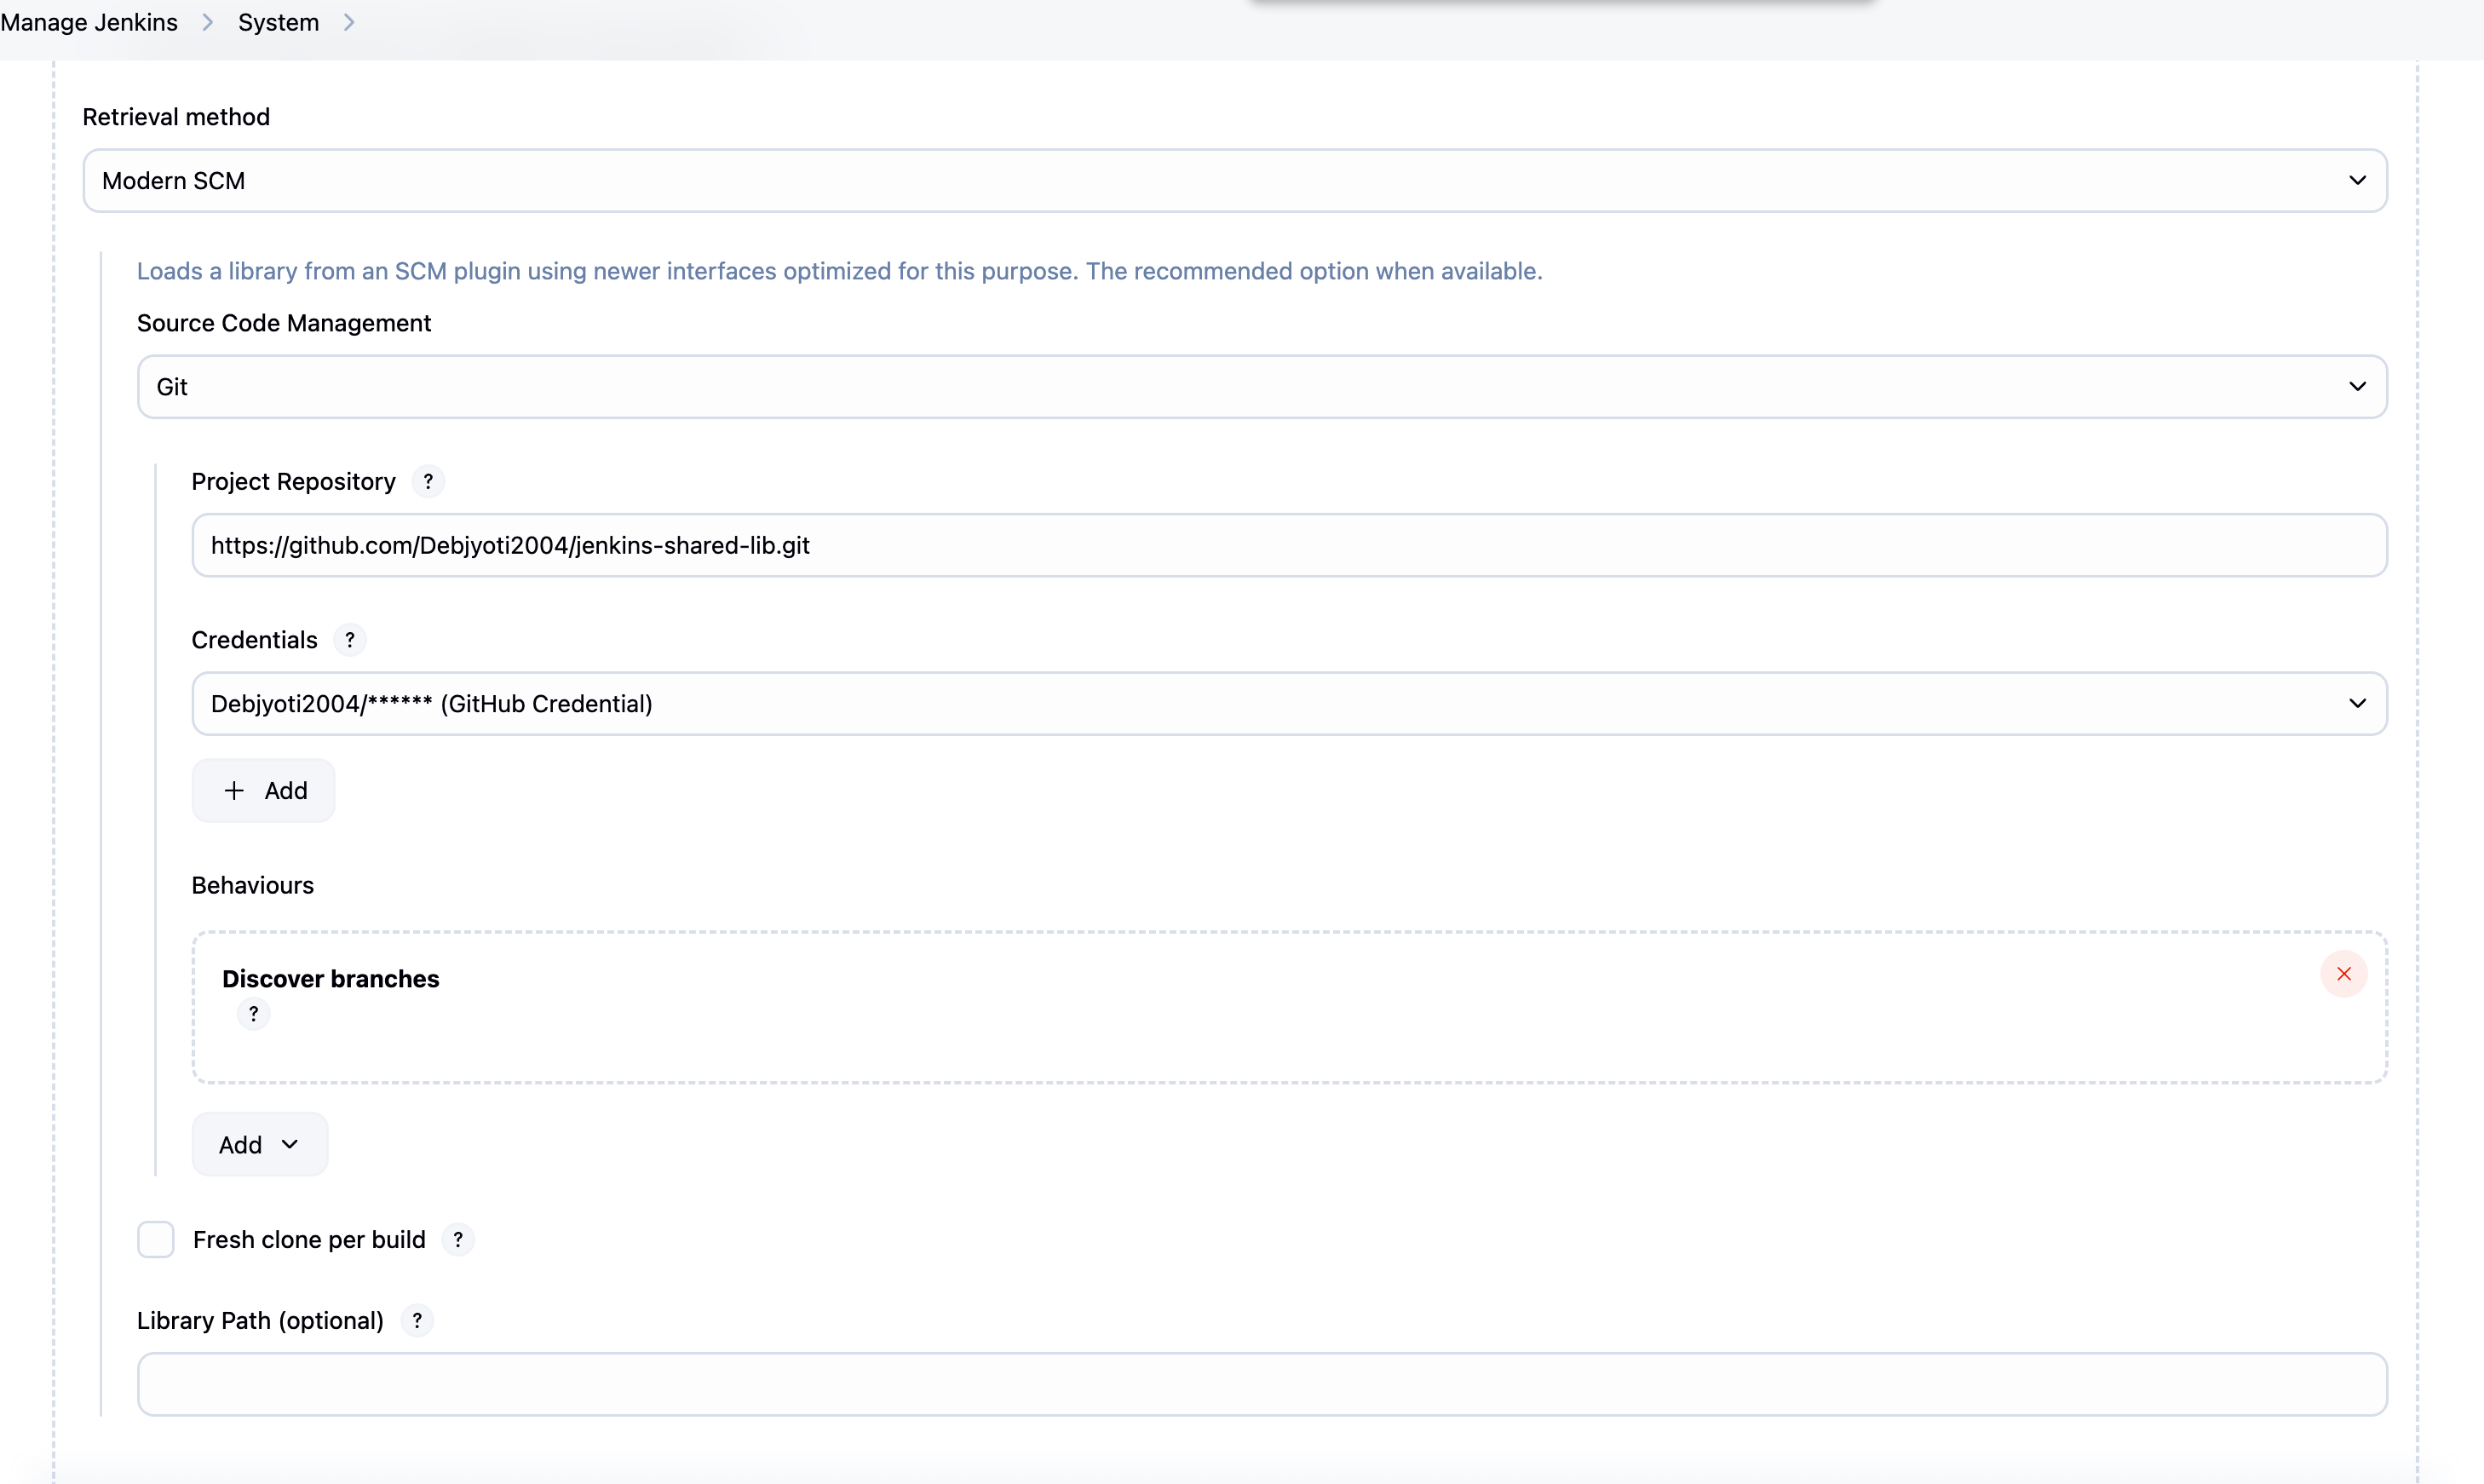 Manage Jenkins > System >
Retrieval method
Modern SCM
Loads a library from an SCM plugin using newer interfaces optimized for this purpose. The recommended option when available.
Source Code Management
Git
Project Repository ?
https://github.com/Debjyoti2004/jenkins-shared-lib.git
Credentials ?
Debjyoti2004/****** (GitHub Credential)
+ Add
Behaviours
Discover branches
?
Add
Fresh clone per build ?
Library Path (optional) ?